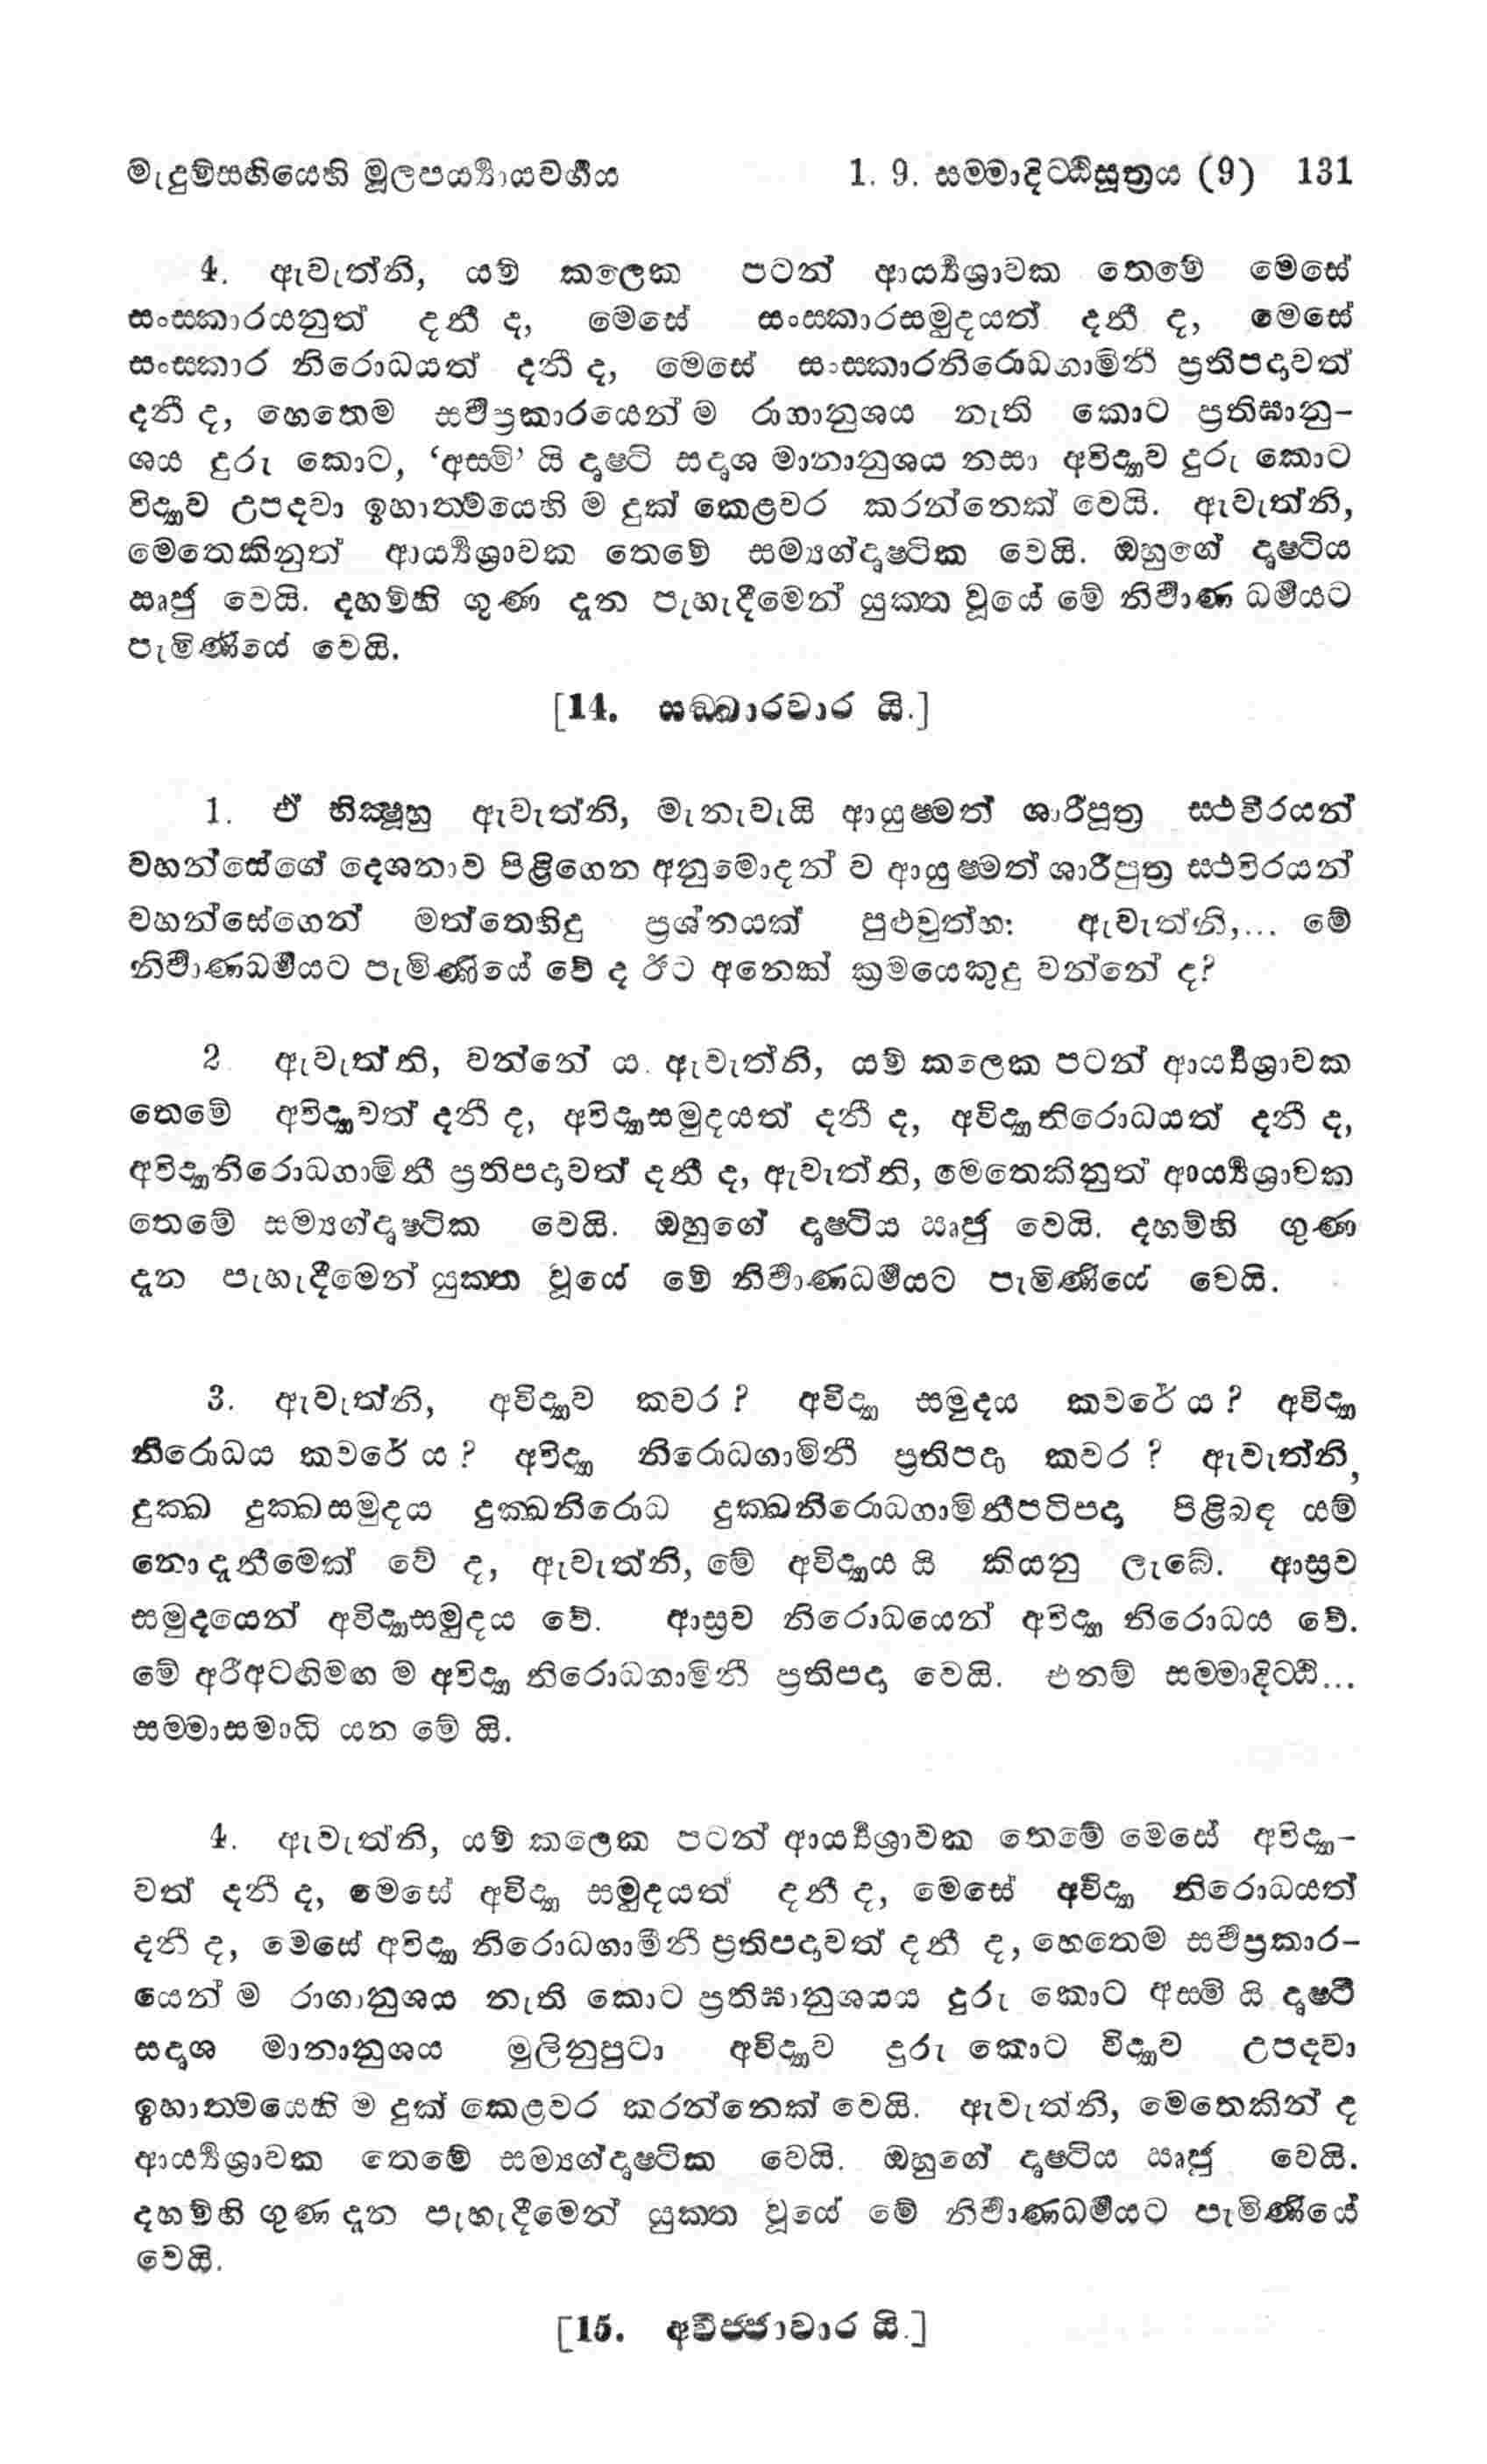 මැදුම්සඟියෙහි මූලපර්‍ය්‍යායවර්‍ගය 1. 9. සම්මාදිට්ඨිසූත්‍රය (9) 131
4. ඇවැත්නි, යම් කලෙක පටන් ආර්‍ය්‍යශ්‍රාවක තෙමේ මෙසේ
සංස්කාරයනුත් දනී ද, මෙසේ සංස්කාරසමුදයත් දනී ද, මෙසේ
සංස්කාර නිරොධයත් දනී ද, මෙසේ සංස්කාරනිරොධගාමිනී ප්‍රතිපදාවත්
දනී ද, හෙතෙම සර්‍වප්‍රකාරයෙන් ම රාගානුශය නැති කොට ප්‍රතිඝානු-
ශය දුරු කොට, ‘අස්මි’ යි දෘෂ්ටි සදෘශ මානානුශය නසා අවිද්‍යාව දුරු කොට
විද්‍යාව උපදවා ඉහාත්මයෙහි ම දුක් කෙළවර කරන්නෙක් වෙයි. ඇවැත්නි,
මෙතෙකිනුත් ආර්‍ය්‍යශ්‍රාවක තෙමේ සම්‍යග්දෘෂ්ටික වෙයි. ඔහුගේ දෘෂ්ටිය
ඍජු වෙයි. දහම්හි ගුණ දැන පැහැදීමෙන් යුක්ත වූයේ මේ නිර්‍වාණ ධර්‍මයට
පැමිණියේ වෙයි.
[14. සඞ්ඛාරවාර යි.]
1. ඒ භික්ෂූහු ඇවැත්නි, මැනැවැයි ආයුෂ්මත් ශාරිපුත්‍ර ස්ථවිරයන්
වහන්සේගේ දෙශනාව පිළිගෙන අනුමොදන් ව ආයුෂ්මත් ශාරිපුත්‍ර ස්ථවිරයන්
වහන්සේගෙන් මත්තෙහිදු ප්‍රශ්නයක් පුළුවුත්හ: ඇවැත්නි,... මේ
නිර්‍වාණධර්‍මයට පැමිණියේ වේ ද ඊට අනෙක් ක්‍රමයෙකුදු වන්නේ ද?
2. ඇවැත්නි, වන්නේ ය. ඇවැත්නි, යම් කලෙක පටන් ආර්‍ය්‍යශ්‍රාවක
තෙමේ අවිද්‍යාවත් දනී ද, අවිද්‍යාසමුදයත් දනී ද, අවිද්‍යානිරොධයත් දනී ද,
අවිද්‍යානිරොධගාමිනී ප්‍රතිපදාවත් දනී ද, ඇවැත්නි, මෙතෙකිනුත් ආර්‍ය්‍යශ්‍රාවක
තෙමේ සම්‍යග්දෘෂ්ටික වෙයි. ඔහුගේ දෘෂ්ටිය ඍජු වෙයි. දහම්හි ගුණ
දැන පැහැදීමෙන් යුක්ත වූයේ මේ නිර්‍වාණධර්‍මයට පැමිණියේ වෙයි.
3. ඇවැත්නි, අවිද්‍යාව කවර? අවිද්‍යා සමුදය කවරේ ය? අවිද්‍යා
නිරොධය කවරේ ය? අවිද්‍යා නිරොධගාමිනී ප්‍රතිපදා කවර? ඇවැත්නි,
දුක්ඛ දුක්ඛසමුදය දුක්ඛනිරොධ දුක්ඛනිරොධගාමිනීපටිපදා පිළිබඳ යම්
නොදැනීමෙක් වේ ද, ඇවැත්නි, මේ අවිද්‍යාය යි කියනු ලැබේ. ආස්‍රව
සමුදයෙන් අවිද්‍යාසමුදය වේ. ආස්‍රව නිරොධයෙන් අවිද්‍යා නිරොධය වේ.
මේ අරිඅටඟිමඟ ම අවිද්‍යා නිරොධගාමිනී ප්‍රතිපදා වෙයි. එනම් සම්මාදිට්ඨි...
සම්මාසමාධි යන මේ යි.
4. ඇවැත්නි, යම් කලෙක පටන් ආර්‍ය්‍යශ්‍රාවක තෙමේ මෙසේ අවිද්‍යා-
වත් දනී ද, මෙසේ අවිද්‍යා සමුදයත් දනී ද, මෙසේ අවිද්‍යා නිරොධයත්
දනී ද, මෙසේ අවිද්‍යා නිරොධගාමිනී ප්‍රතිපදාවත් දනී ද, හෙතෙම සර්‍වප්‍රකාර-
යෙන් ම රාගානුශය නැති කොට ප්‍රතිඝානුශයය දුරු කොට අස්මි යි දෘෂ්ටි
සදෘශ මානානුශය මුලිනුපුටා අවිද්‍යාව දුරු කොට විද්‍යාව උපදවා
ඉහාත්මයෙහි ම දුක් කෙළවර කරන්නෙක් වෙයි. ඇවැත්නි, මෙතෙකින් ද
ආර්‍ය්‍යශ්‍රාවක තෙමේ සම්‍යග්දෘෂ්ටික වෙයි. ඔහුගේ දෘෂ්ටිය ඍජු වෙයි.
දහම්හි ගුණ දැන පැහැදීමෙන් යුක්ත වූයේ මේ නිර්‍වාණධර්‍මයට පැමිණියේ
වෙයි.
[15. අවිජ්ජාවාර යි.]